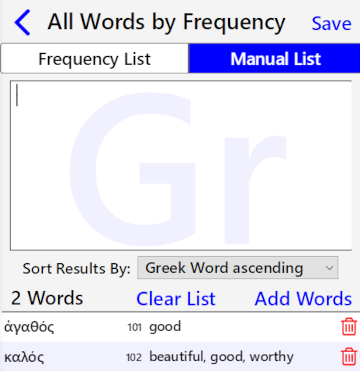 All Words by Frequency Save
Frequency List Manual List
Gr
Sort Results By: Greek Word ascending
2 Words Clear List Add Words
ἀγαθός 101 good
καλός 102 beautiful, good, worthy